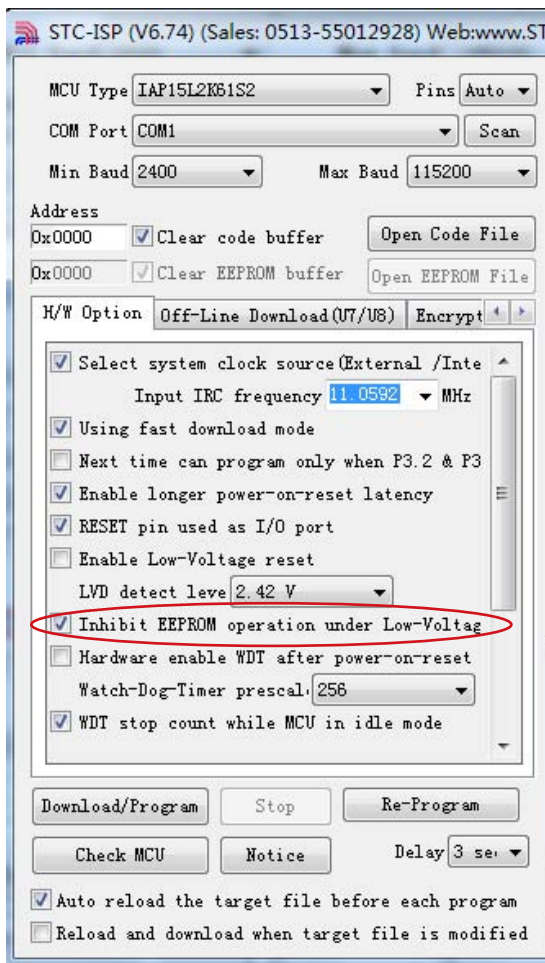 STC-ISP (V6.74) (Sales: 0513-55012928) Web:www.ST
MCU Type IAP15L2K61S2 Pins Auto
COM Port COM1 Scan
Min Baud 2400 Max Baud 115200
Address
0x0000 Clear code buffer Open Code File
0x0000 Clear EEPROM buffer Open EEPROM File
H/W Option Off-Line Download(U7/U8) Encrypt
Select system clock source(External /Inte
Input IRC frequency 11.0592 MHz
Using fast download mode
Next time can program only when P3.2 & P3
Enable longer power-on-reset latency
RESET pin used as I/O port
Enable Low-Voltage reset
LVD detect leve 2.42 V
Inhibit EEPROM operation under Low-Voltag
Hardware enable WDT after power-on-reset
Watch-Dog-Timer prescal 256
WDT stop count while MCU in idle mode
Download/Program Stop Re-Program
Check MCU Notice Delay 3 se
Auto reload the target file before each program
Reload and download when target file is modified